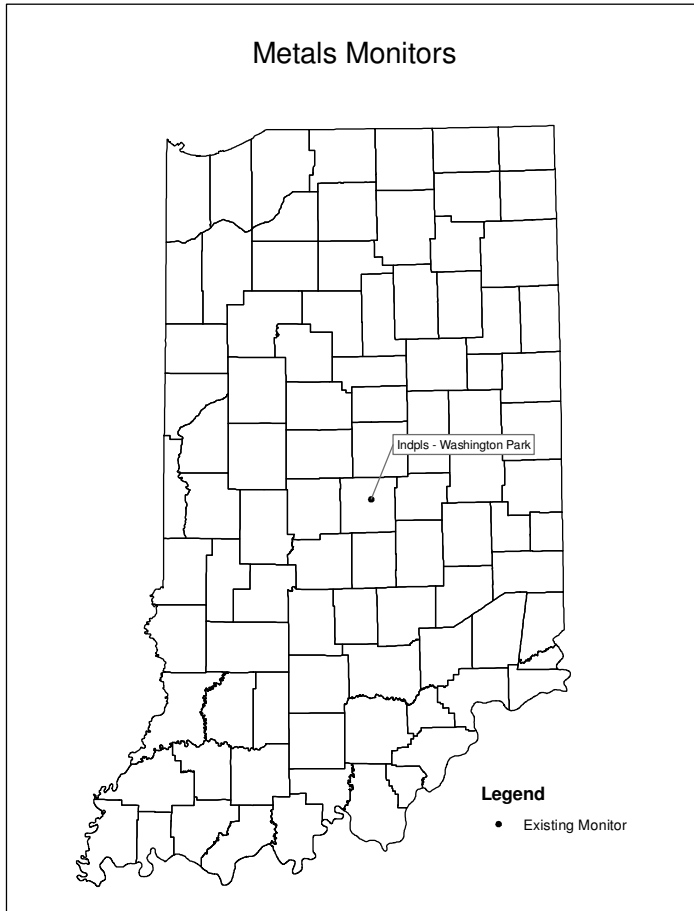 Metals Monitors
Indpls - Washington Park
Legend
Existing Monitor